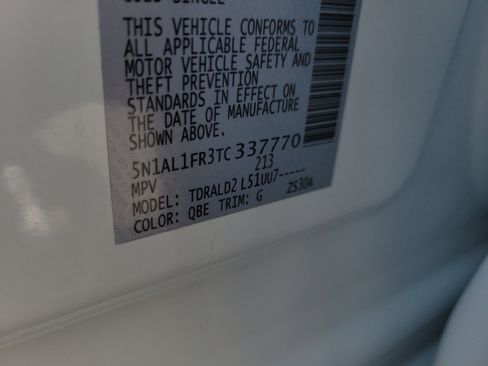 THIS VEHICLE CONFORMS TO
ALL APPLICABLE FEDERAL
MOTOR VEHICLE SAFETY AND
THEFT PREVENTION
STANDARDS IN EFFECT ON
THE DATE OF MANUFACTURE
SHOWN ABOVE.
5N1AL1FR3TC337770
213
MPV
MODEL: TDRALD2 L51UU7-----
COLOR: QBE TRIM: G ZS30A